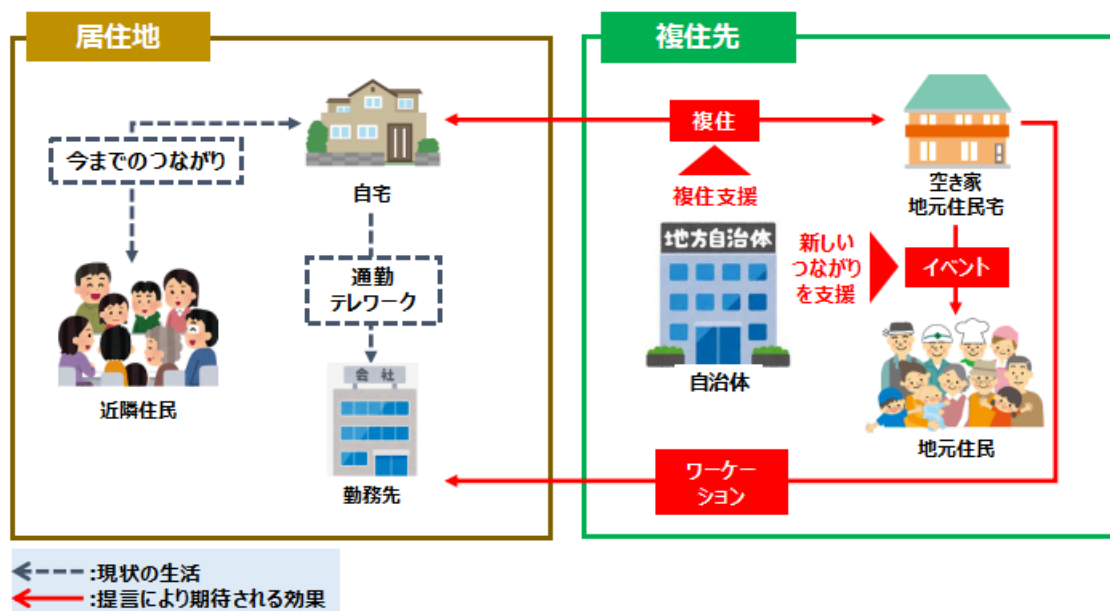 居住地
今までのつながり
自宅
通勤
テレワーク
近隣住民
会社
勤務先
複住先
複住
複住支援
空き家
地元住民宅
地方自治体
自治体
新しい
つながり
を支援
イベント
地元住民
ワーケー
ション
:現状の生活
:提言により期待される効果